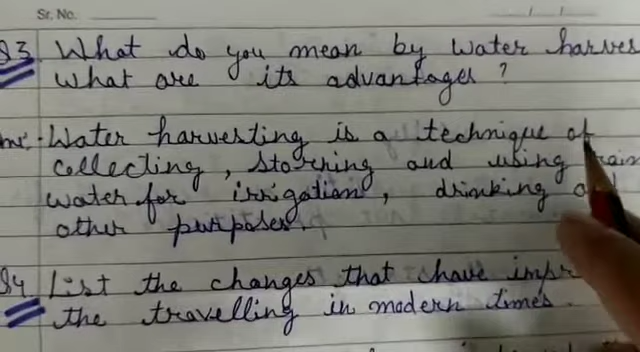 Sr. No.
Q3. What do you mean by water harves
What are its advantages ?
Ans:- Water harvesting is a technique of
collecting, storing and using rain
water for irrigation, drinking
other purposes.
Q4 List the changes that have impr
the travelling in modern times.